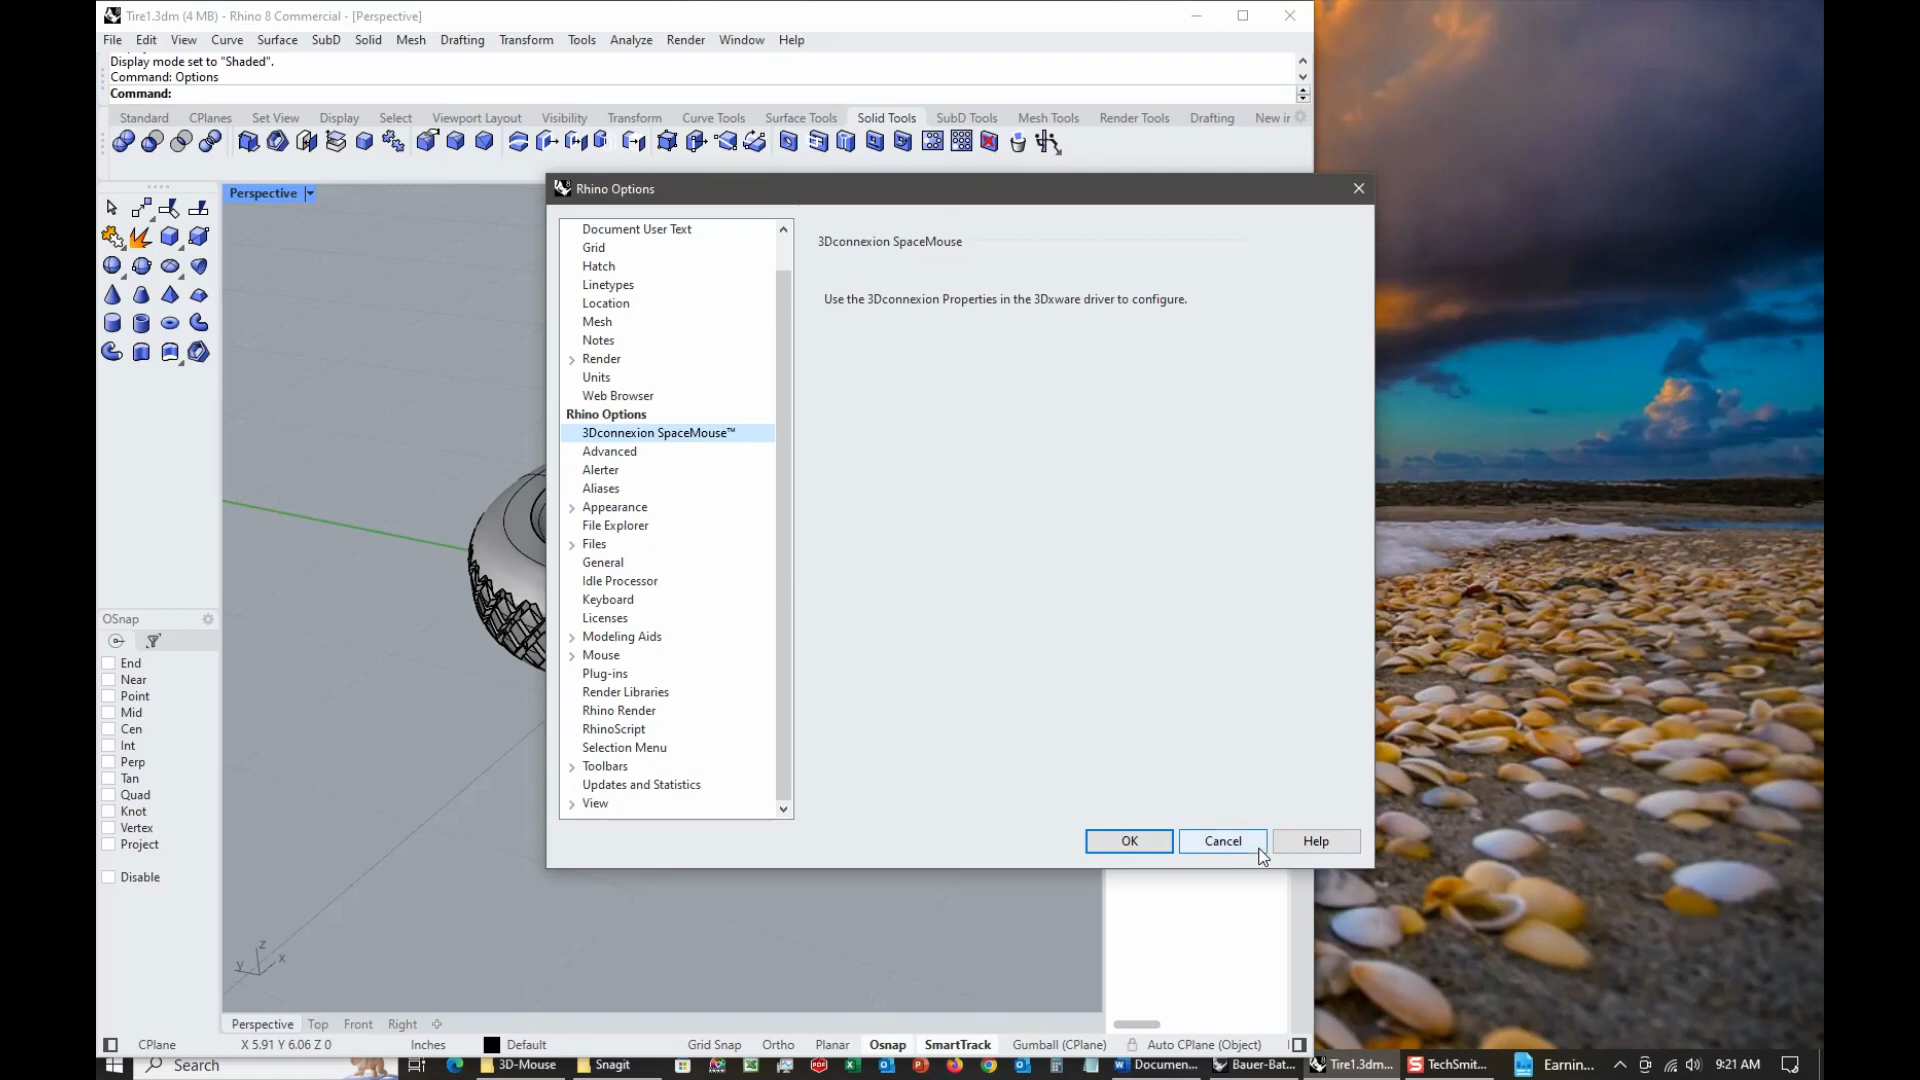 Tire1.3dm (4 MB) - Rhino 8 Commercial - [Perspective]
File Edit View Curve Surface SubD Solid Mesh Drafting Transform Tools Analyze Render Window Help
Display mode set to "Shaded".
Command: Options
Command:
Standard CPlanes Set View Display Select Viewport Layout Visibility Transform Curve Tools Surface Tools Solid Tools SubD Tools Mesh Tools Render Tools Drafting New in
Perspective
Rhino Options
Document User Text
Grid
Hatch
Linetypes
Location
Mesh
Notes
Render
Units
Web Browser
Rhino Options
3Dconnexion SpaceMouse™
Advanced
Alerter
Aliases
Appearance
File Explorer
Files
General
Idle Processor
Keyboard
Licenses
Modeling Aids
Mouse
Plug-ins
Render Libraries
Rhino Render
RhinoScript
Selection Menu
Toolbars
Updates and Statistics
View
3Dconnexion SpaceMouse
Use the 3Dconnexion Properties in the 3Dxware driver to configure.
OK Cancel Help
OSnap
End
Near
Point
Mid
Cen
Int
Perp
Tan
Quad
Knot
Vertex
Project
Disable
z
y x
Perspective Top Front Right
CPlane X 5.91 Y 6.06 Z 0 Inches Default Grid Snap Ortho Planar Osnap SmartTrack Gumball (CPlane) Auto CPlane (Object)
Search 3D-Mouse Snagit Documen... Bauer-Bat... Tire1.3dm... TechSmit... Earnin... 9:21 AM